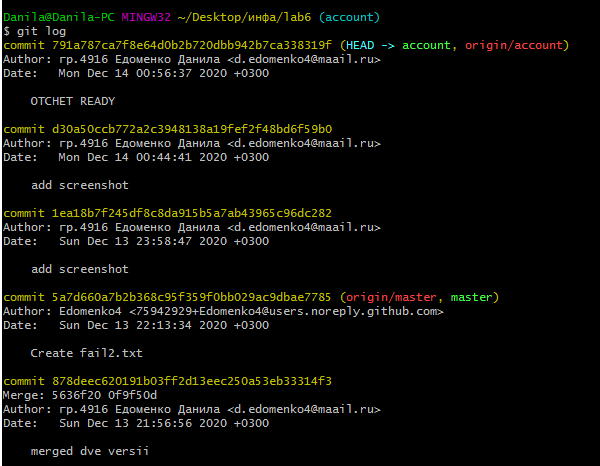 Danila@Danila-PC MINGW32 ~/Desktop/инфа/lab6 (account)
$ git log
commit 791a787ca7f8e64d0b2b720dbb942b7ca338319f (HEAD -> account, origin/account)
Author: гр.4916 Едоменко Данила <d.edomenko4@maail.ru>
Date:   Mon Dec 14 00:56:37 2020 +0300
    OTCHET READY
commit d30a50ccb772a2c3948138a19fef2f48bd6f59b0
Author: гр.4916 Едоменко Данила <d.edomenko4@maail.ru>
Date:   Mon Dec 14 00:44:41 2020 +0300
    add screenshot
commit 1ea18b7f245df8c8da915b5a7ab43965c96dc282
Author: гр.4916 Едоменко Данила <d.edomenko4@maail.ru>
Date:   Sun Dec 13 23:58:47 2020 +0300
    add screenshot
commit 5a7d660a7b2b368c95f359f0bb029ac9dbae7785 (origin/master, master)
Author: Edomenko4 <75942929+Edomenko4@users.noreply.github.com>
Date:   Sun Dec 13 22:13:34 2020 +0300
    Create fail2.txt
commit 878deec620191b03ff2d13eec250a53eb33314f3
Merge: 5636f20 0f9f50d
Author: гр.4916 Едоменко Данила <d.edomenko4@maail.ru>
Date:   Sun Dec 13 21:56:56 2020 +0300
    merged dve versii